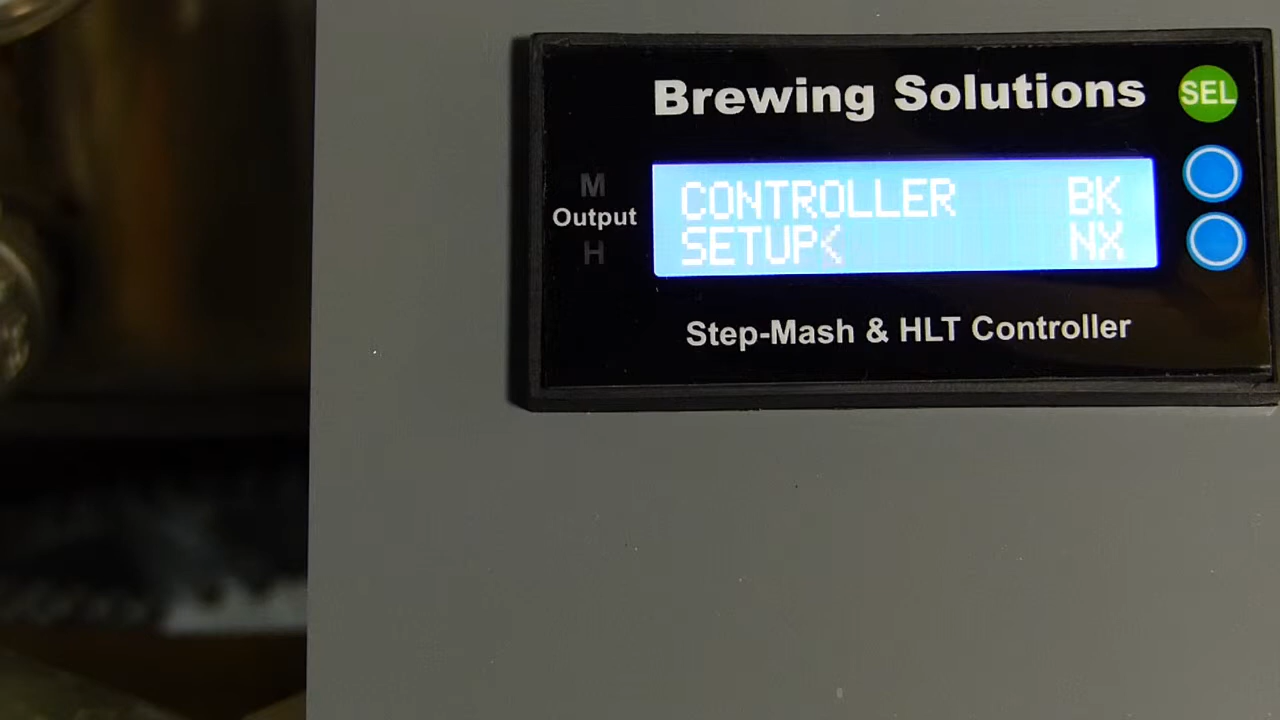 Brewing Solutions
SEL
M
Output
H
CONTROLLER BK
SETUP< NX
Step-Mash & HLT Controller